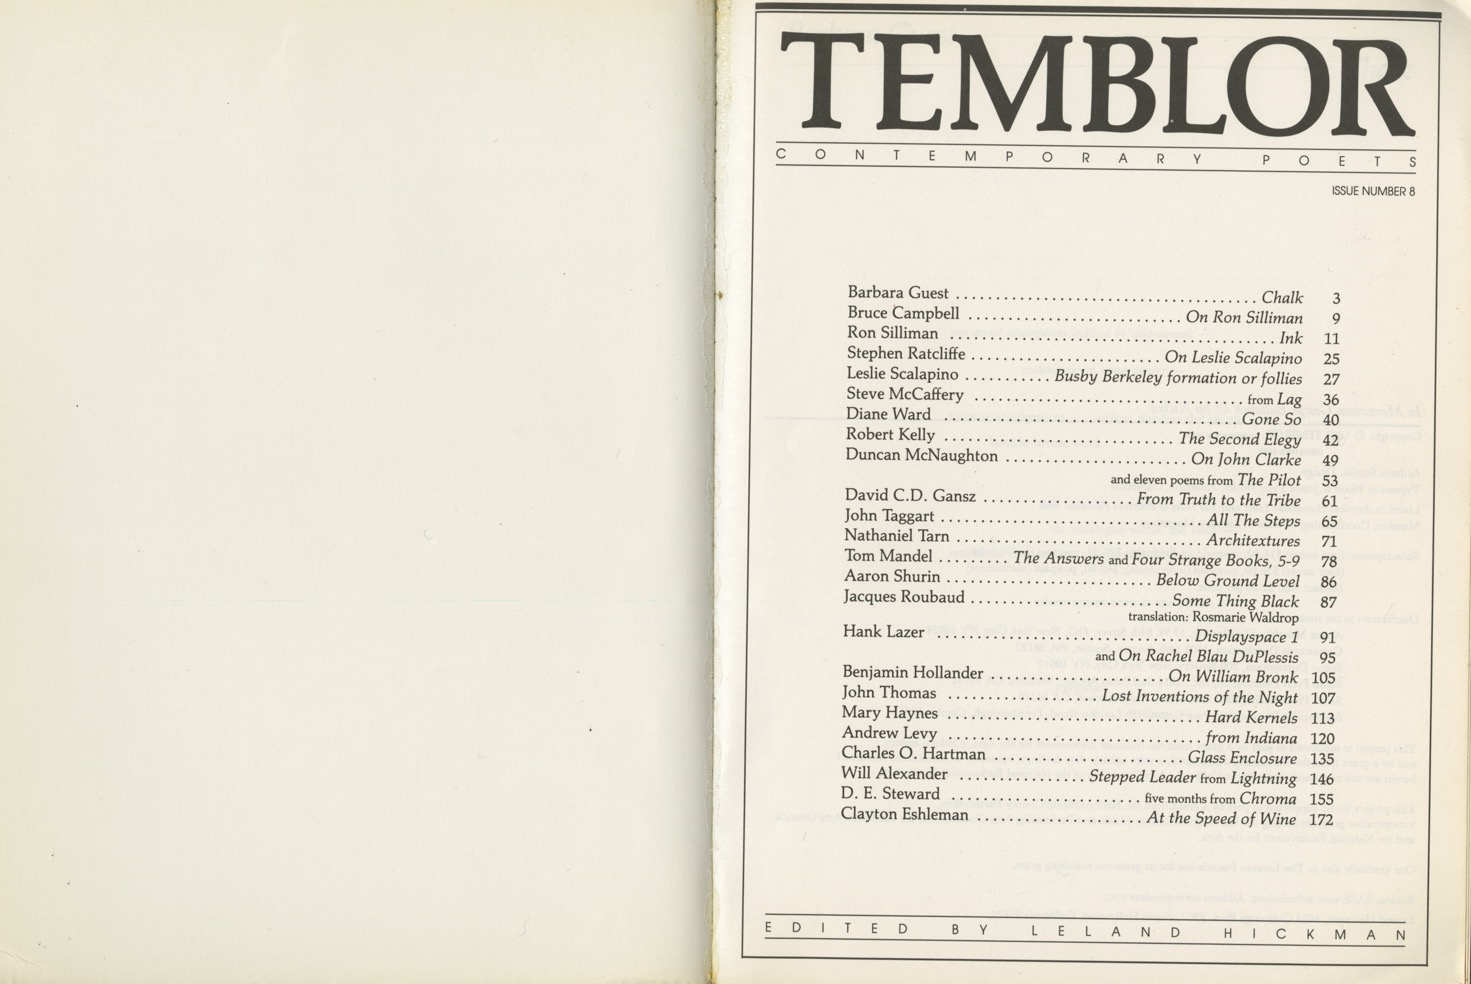 TEMBLOR
CONTEMPORARY POETS
ISSUE NUMBER 8
Barbara Guest ........................................ Chalk 3
Bruce Campbell ............................ On Ron Silliman 9
Ron Silliman ............................................ Ink 11
Stephen Ratcliffe ......................... On Leslie Scalapino 25
Leslie Scalapino ........... Busby Berkeley formation or follies 27
Steve McCaffery .................................... from Lag 36
Diane Ward ....................................... Gone So 40
Robert Kelly .............................. The Second Elegy 42
Duncan McNaughton ........................ On John Clarke 49
and eleven poems from The Pilot 53
David C.D. Gansz .................. From Truth to the Tribe 61
John Taggart .................................. All The Steps 65
Nathaniel Tarn ................................ Architextures 71
Tom Mandel ......... The Answers and Four Strange Books, 5-9 78
Aaron Shurin ........................... Below Ground Level 86
Jacques Roubaud ......................... Some Thing Black 87
translation: Rosmarie Waldrop
Hank Lazer ................................ Displayspace 1 91
and On Rachel Blau DuPlessis 95
Benjamin Hollander ...................... On William Bronk 105
John Thomas ................... Lost Inventions of the Night 107
Mary Haynes ................................ Hard Kernels 113
Andrew Levy ................................ from Indiana 120
Charles O. Hartman ........................ Glass Enclosure 135
Will Alexander ............... Stepped Leader from Lightning 146
D. E. Steward ....................... five months from Chroma 155
Clayton Eshleman ..................... At the Speed of Wine 172
EDITED BY LELAND HICKMAN